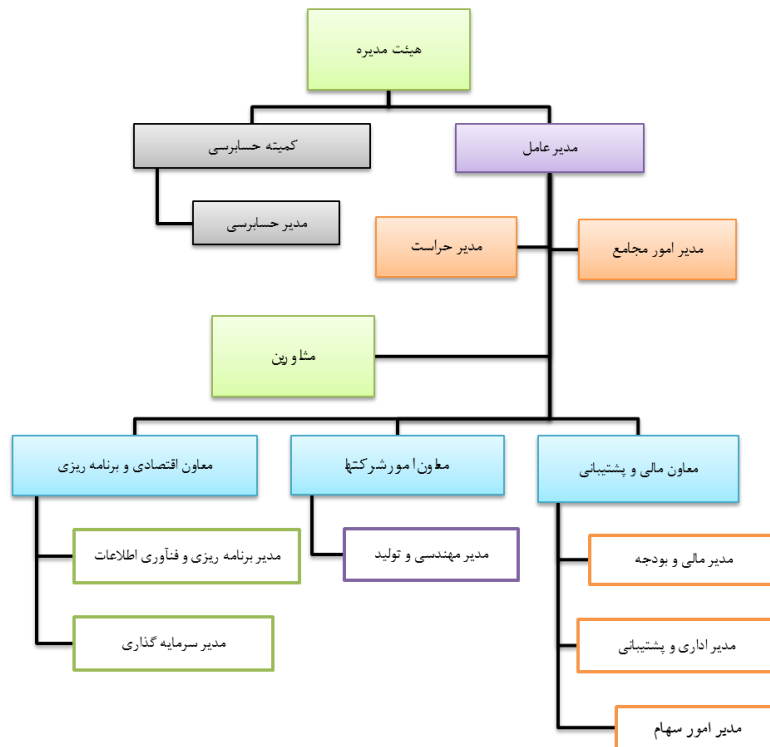 هیئت مدیره
مدیر عامل
کمیته حسابرسی
مدیر حسابرسی
مدیر امور مجامع
مدیر حراست
مشاورین
معاون مالی و پشتیبانی
معاون امور شرکتها
معاون اقتصادی و برنامه ریزی
مدیر مالی و بودجه
مدیر مهندسی و تولید
مدیر برنامه ریزی و فنآوری اطلاعات
مدیر اداری و پشتیبانی
مدیر سرمایه گذاری
مدیر امور سهام